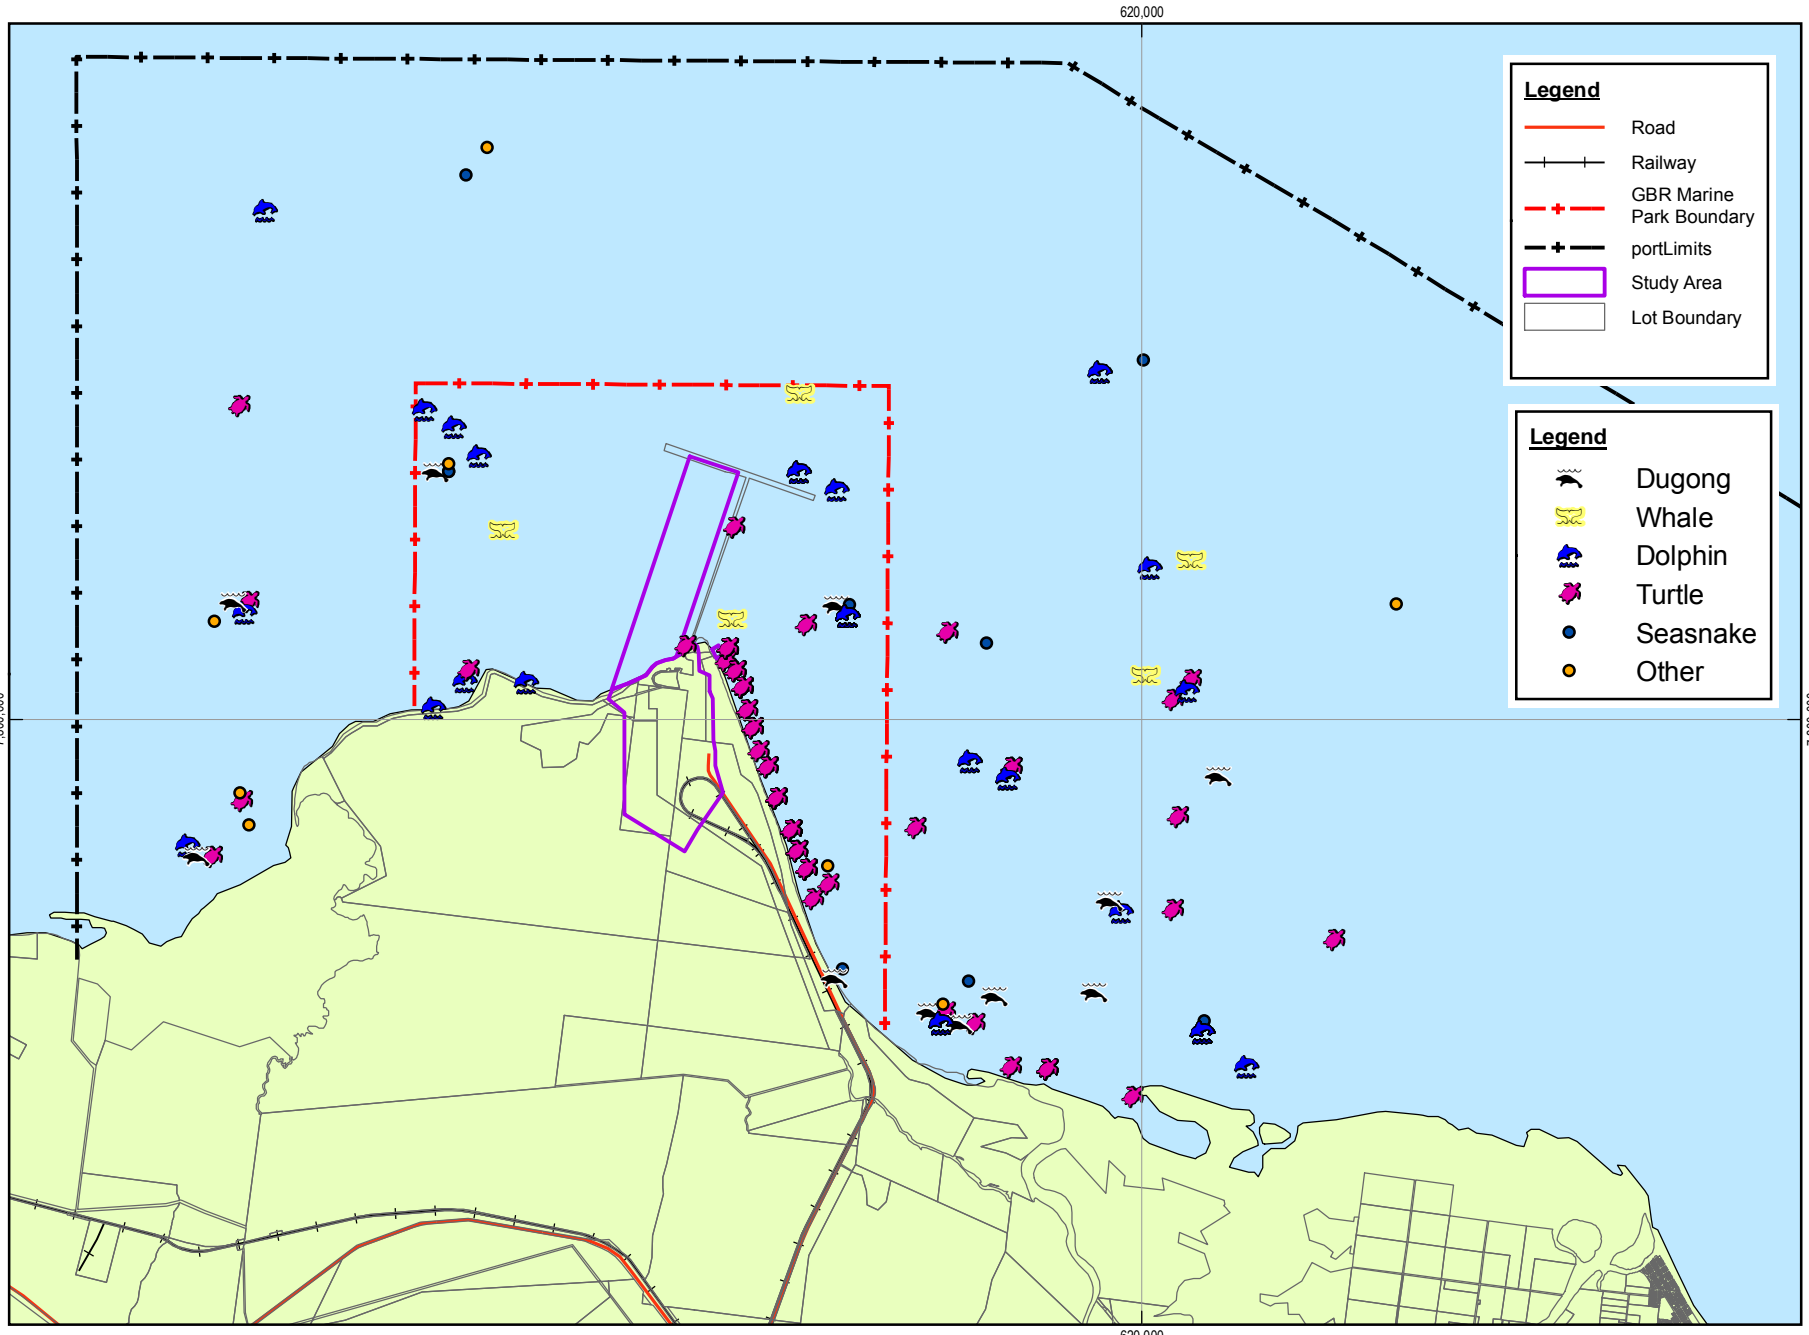 620,000
Legend
Road
Railway
GBR Marine
Park Boundary
portLimits
Study Area
Lot Boundary
Legend
Dugong
Whale
Dolphin
Turtle
Seasnake
Other